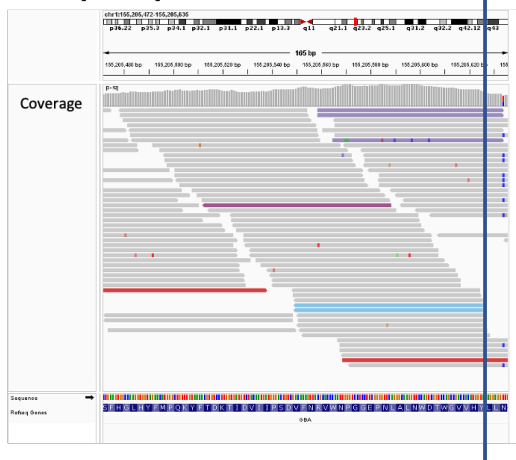 chr1:155,205,472-155,205,635
p36.22 p35.3 p34.1 p32.1 p31.1 p22.1 p13.3 q11 q21.1 q23.2 q25.1 q31.2 q32.2 q42.12 q43
165 bp
155,205,480 bp 155,205,500 bp 155,205,520 bp 155,205,540 bp 155,205,560 bp 155,205,580 bp 155,205,600 bp 155,205,620 bp 155
Coverage
Sequence
RefSeq Genes
S F H G L H Y F M P Q K Y F T D K T I D V I I P S D V F N R V W N P G G E P N L A L N W D T W G V V H Y L L N
GBA